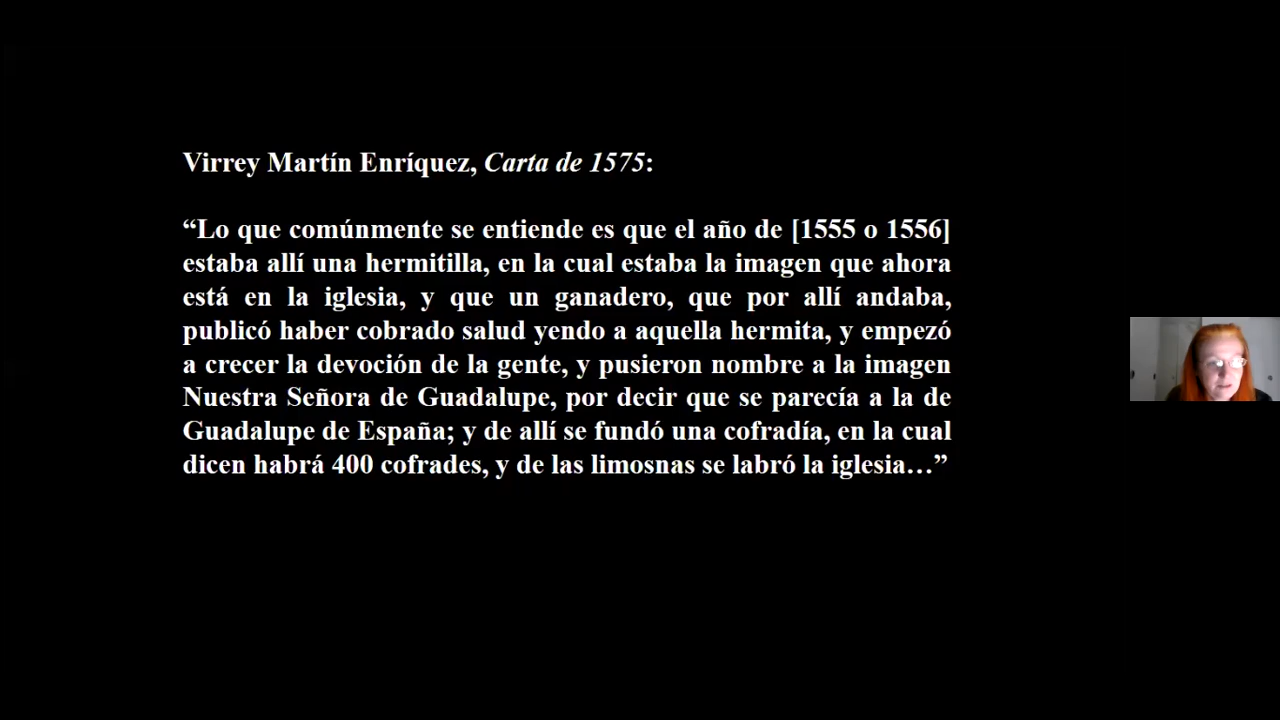 Virrey Martín Enríquez, Carta de 1575:
“Lo que comúnmente se entiende es que el año de [1555 o 1556]
estaba allí una hermitilla, en la cual estaba la imagen que ahora
está en la iglesia, y que un ganadero, que por allí andaba,
publicó haber cobrado salud yendo a aquella hermita, y empezó
a crecer la devoción de la gente, y pusieron nombre a la imagen
Nuestra Señora de Guadalupe, por decir que se parecía a la de
Guadalupe de España; y de allí se fundó una cofradía, en la cual
dicen habrá 400 cofrades, y de las limosnas se labró la iglesia…”